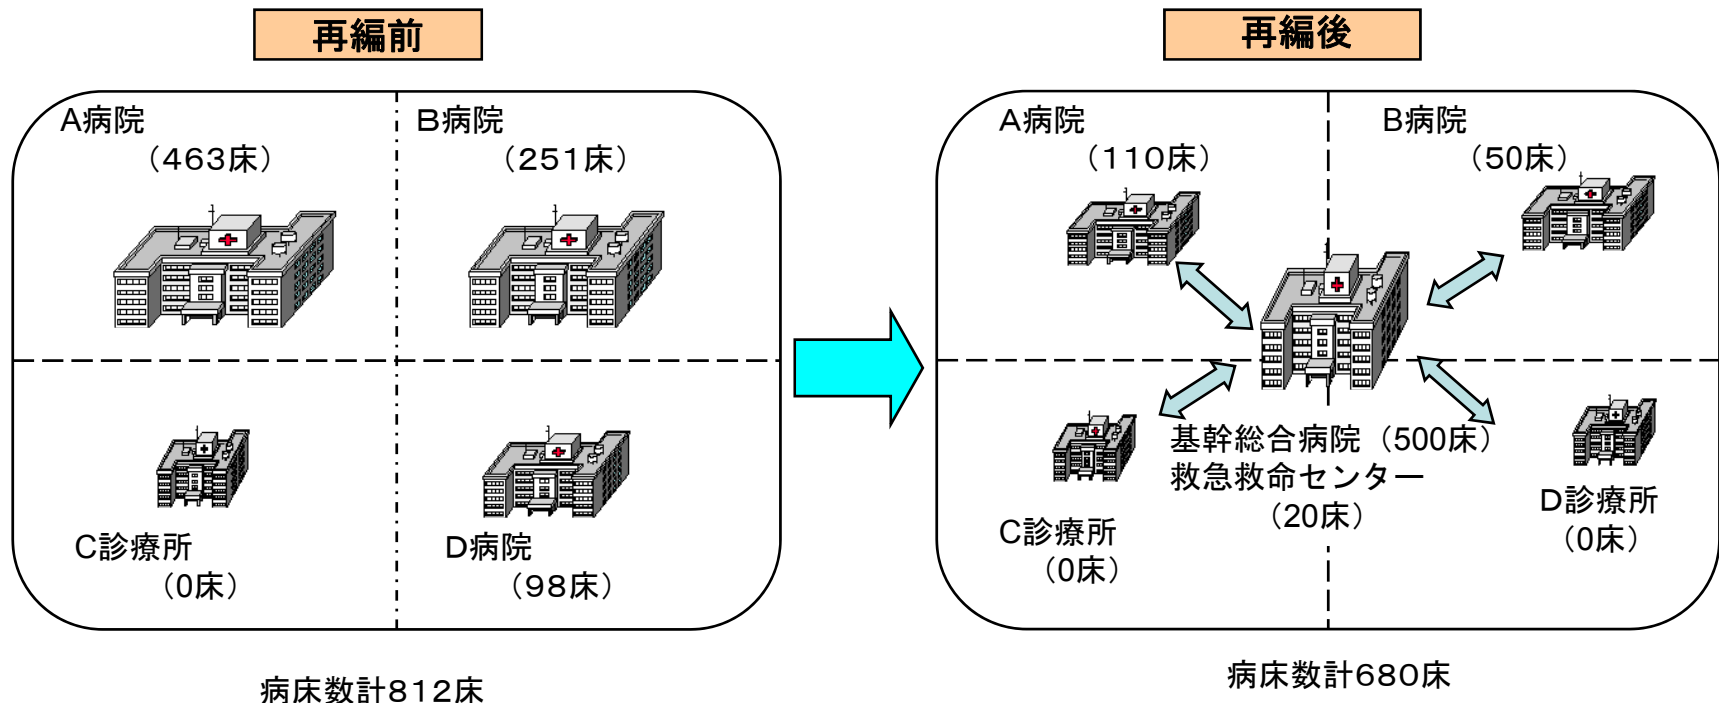 再編前
A病院
（４６３床）
Ｂ病院
（２５１床）
C診療所
（0床）
Ｄ病院
（９８床）
病床数計８１２床
再編後
A病院
（１１０床）
B病院
（５０床）
基幹総合病院（500床）
救急救命センター
（20床）
C診療所
（0床）
Ｄ診療所
（0床）
病床数計６８０床